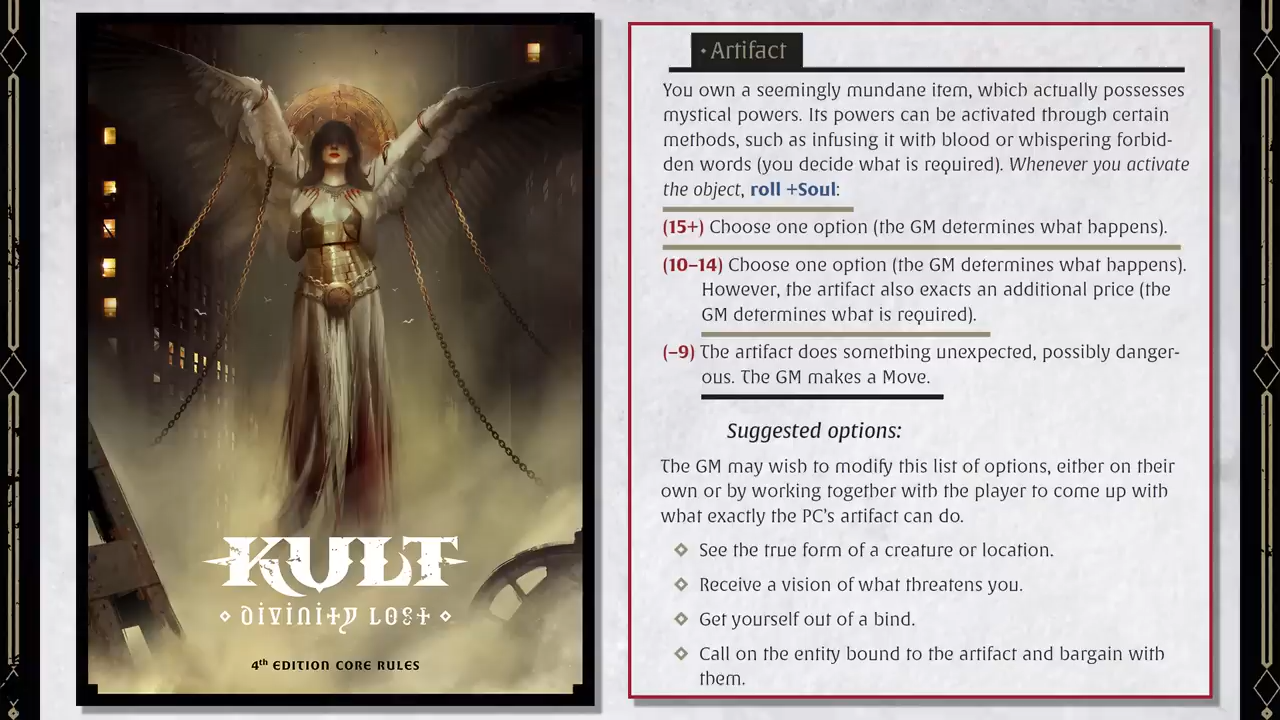 KULT
DIVINITY LOST
4th EDITION CORE RULES
· Artifact
You own a seemingly mundane item, which actually possesses
mystical powers. Its powers can be activated through certain
methods, such as infusing it with blood or whispering forbid-
den words (you decide what is required). Whenever you activate
the object, roll +Soul:
(15+) Choose one option (the GM determines what happens).
(10–14) Choose one option (the GM determines what happens).
However, the artifact also exacts an additional price (the
GM determines what is required).
(–9) The artifact does something unexpected, possibly danger-
ous. The GM makes a Move.
Suggested options:
The GM may wish to modify this list of options, either on their
own or by working together with the player to come up with
what exactly the PC's artifact can do.
See the true form of a creature or location.
Receive a vision of what threatens you.
Get yourself out of a bind.
Call on the entity bound to the artifact and bargain with
them.